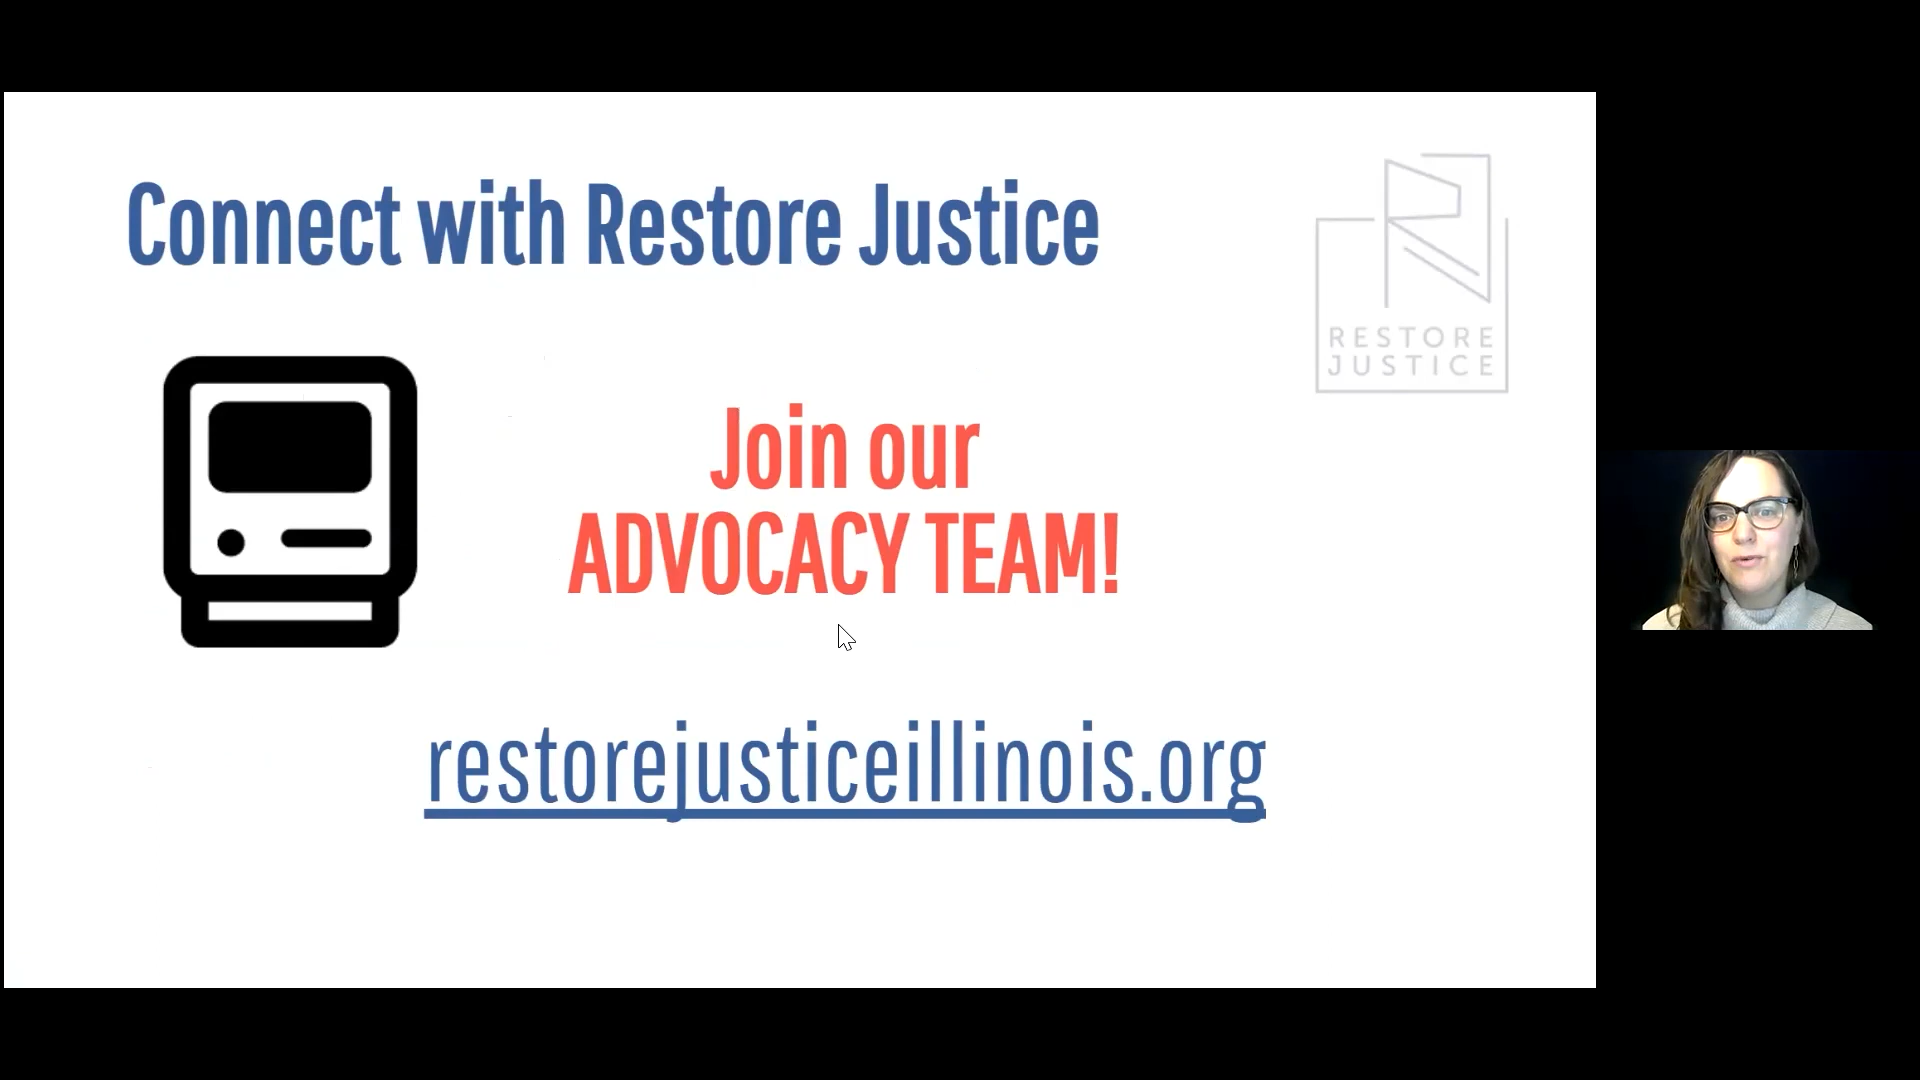 Connect with Restore Justice
RESTORE
JUSTICE
Join our
ADVOCACY TEAM!
restorejusticeillinois.org